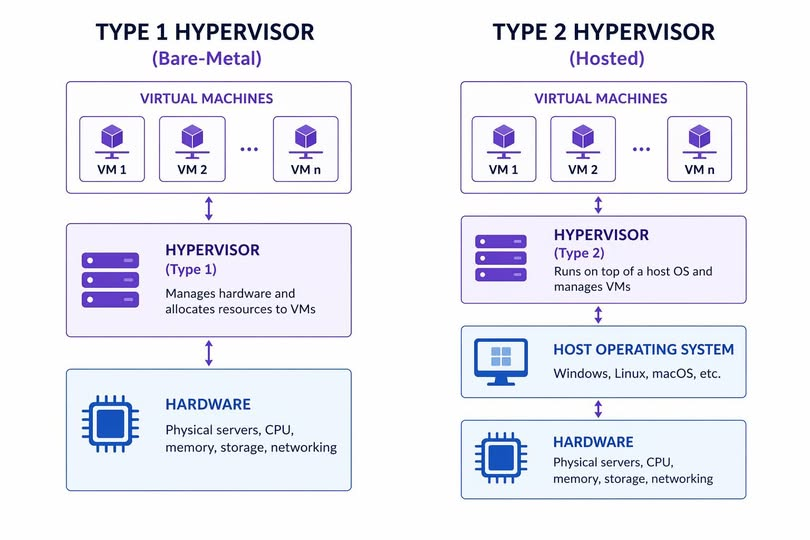 TYPE 1 HYPERVISOR
(Bare-Metal)
VIRTUAL MACHINES
VM 1
VM 2
...
VM n
HYPERVISOR
(Type 1)
Manages hardware and
allocates resources to VMs
HARDWARE
Physical servers, CPU,
memory, storage, networking
TYPE 2 HYPERVISOR
(Hosted)
VIRTUAL MACHINES
VM 1
VM 2
...
VM n
HYPERVISOR
(Type 2)
Runs on top of a host OS and
manages VMs
HOST OPERATING SYSTEM
Windows, Linux, macOS, etc.
HARDWARE
Physical servers, CPU,
memory, storage, networking